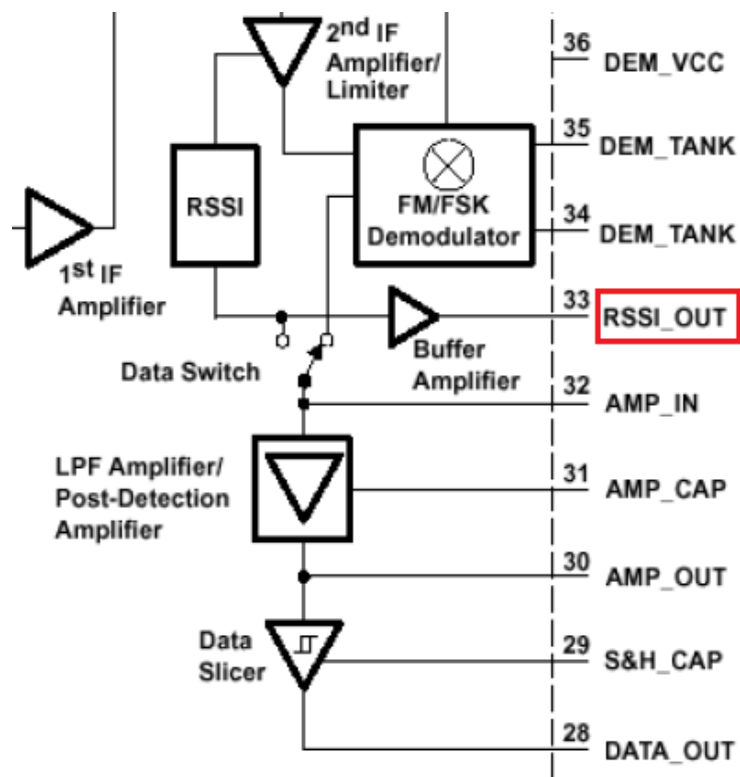 2nd IF
Amplifier/
Limiter
36
DEM_VCC
35
DEM_TANK
RSSI
FM/FSK
Demodulator
34
DEM_TANK
1st IF
Amplifier
33
RSSI_OUT
Buffer
Amplifier
Data Switch
32
AMP_IN
LPF Amplifier/
Post-Detection
Amplifier
31
AMP_CAP
30
AMP_OUT
Data
Slicer
29
S&H_CAP
28
DATA_OUT